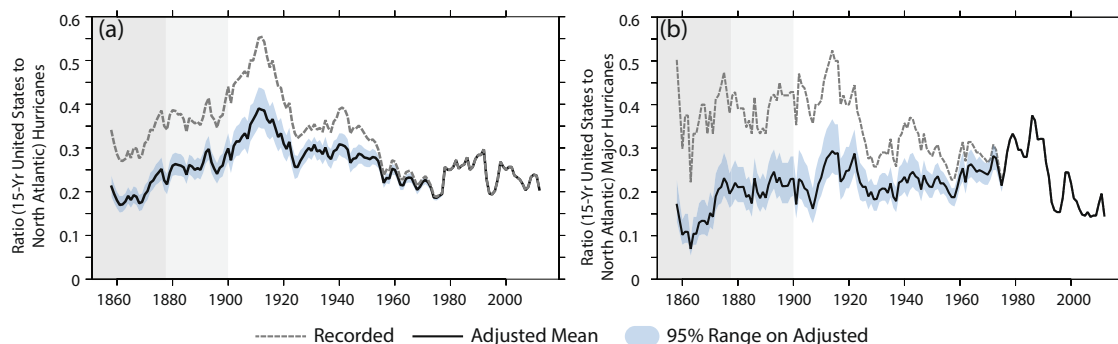 (a)
Ratio (15-Yr United States to
North Atlantic) Hurricanes
0.6
0.5
0.4
0.3
0.2
0.1
0
1860 1880 1900 1920 1940 1960 1980 2000
(b)
Ratio (15-Yr United States to
North Atlantic) Major Hurricanes
0.6
0.5
0.4
0.3
0.2
0.1
0
1860 1880 1900 1920 1940 1960 1980 2000
Recorded Adjusted Mean 95% Range on Adjusted